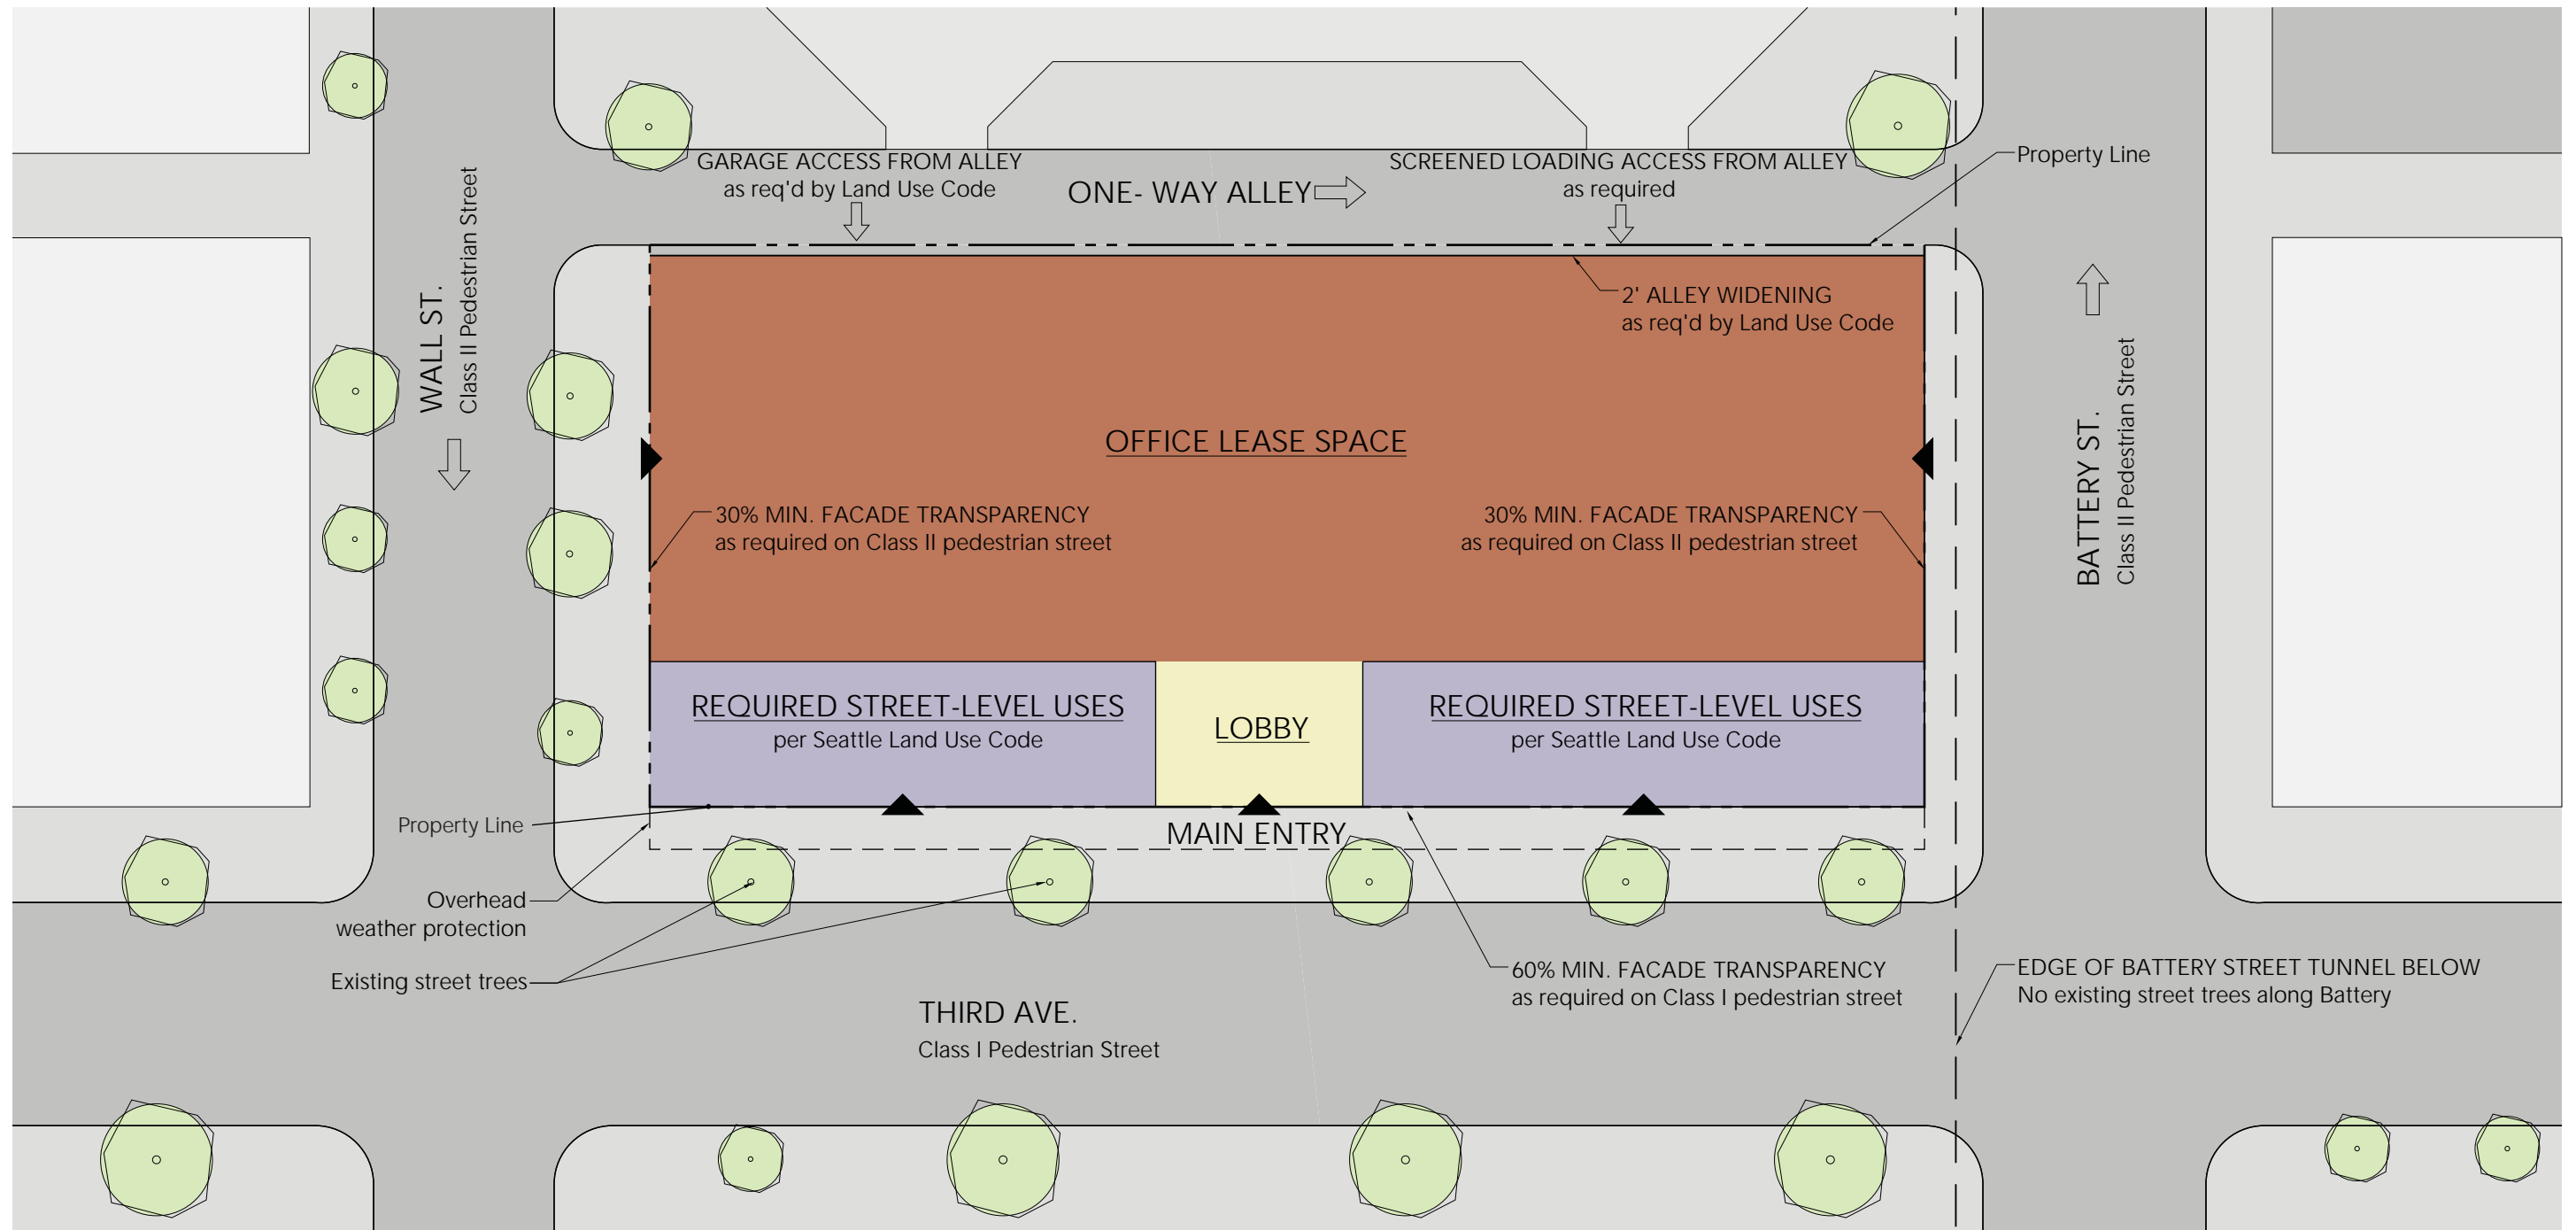 GARAGE ACCESS FROM ALLEY
as req'd by Land Use Code
ONE- WAY ALLEY
SCREENED LOADING ACCESS FROM ALLEY
as required
Property Line
WALL ST.
Class II Pedestrian Street
2' ALLEY WIDENING
as req'd by Land Use Code
BATTERY ST.
Class II Pedestrian Street
OFFICE LEASE SPACE
30% MIN. FACADE TRANSPARENCY
as required on Class II pedestrian street
30% MIN. FACADE TRANSPARENCY
as required on Class II pedestrian street
REQUIRED STREET-LEVEL USES
per Seattle Land Use Code
LOBBY
REQUIRED STREET-LEVEL USES
per Seattle Land Use Code
Property Line
MAIN ENTRY
Overhead
weather protection
Existing street trees
60% MIN. FACADE TRANSPARENCY
as required on Class I pedestrian street
EDGE OF BATTERY STREET TUNNEL BELOW
No existing street trees along Battery
THIRD AVE.
Class I Pedestrian Street